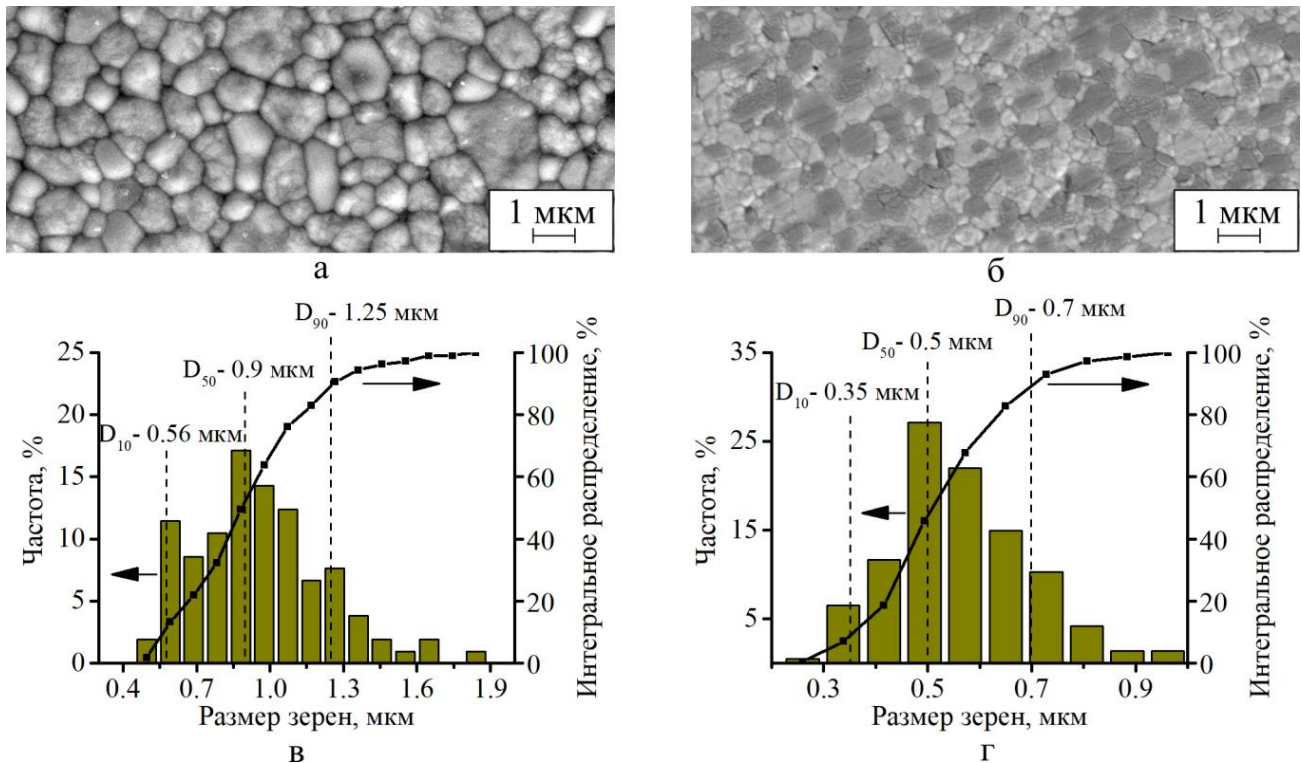 1 мкм
а
1 мкм
б
D90- 1.25 мкм
D50- 0.9 мкм
D10- 0.56 мкм
Частота, %
25
20
15
10
5
0
100
80
60
40
20
0
Интегральное распределение, %
0.4 0.7 1.0 1.3 1.6 1.9
Размер зерен, мкм
в
D90- 0.7 мкм
D50- 0.5 мкм
D10- 0.35 мкм
Частота, %
35
25
15
5
100
80
60
40
20
0
Интегральное распределение, %
0.3 0.5 0.7 0.9
Размер зерен, мкм
г